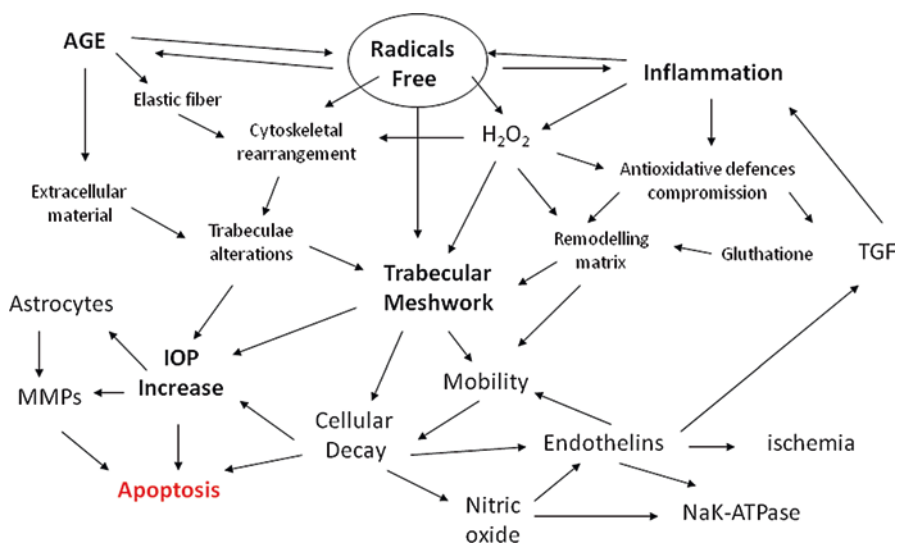 AGE
Radicals
Free
Inflammation
Elastic fiber
Cytoskeletal
rearrangement
H₂O₂
Antioxidative defences
compromission
Extracellular
material
Trabeculae
alterations
Remodelling
matrix
Gluthatione
TGF
Trabecular
Meshwork
Astrocytes
IOP
Increase
MMPs
Mobility
Cellular
Decay
Endothelins
ischemia
Apoptosis
Nitric
oxide
NaK-ATPase